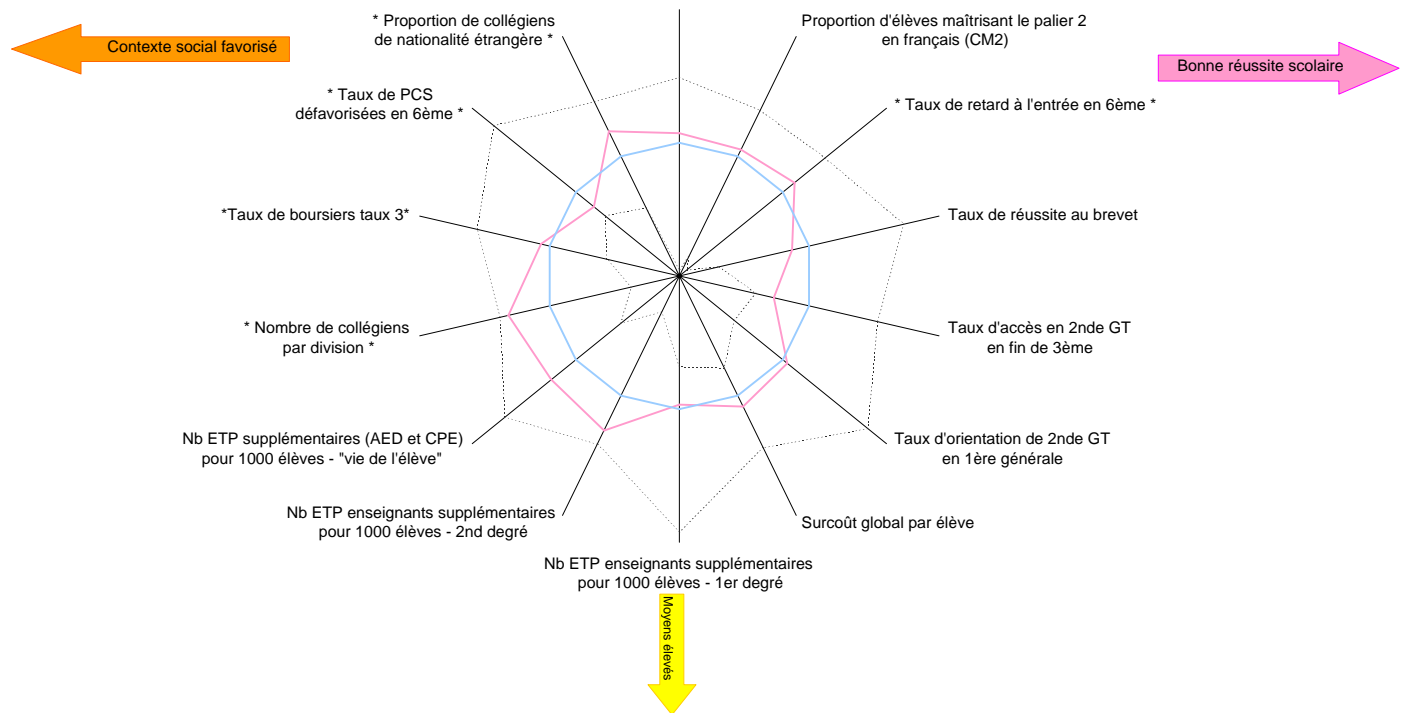 * Proportion de collégiens
de nationalité étrangère *
Proportion d'élèves maîtrisant le palier 2
en français (CM2)
Contexte social favorisé
Bonne réussite scolaire
* Taux de PCS
défavorisées en 6ème *
* Taux de retard à l'entrée en 6ème *
*Taux de boursiers taux 3*
Taux de réussite au brevet
* Nombre de collégiens
par division *
Taux d'accès en 2nde GT
en fin de 3ème
Nb ETP supplémentaires (AED et CPE)
pour 1000 élèves - "vie de l'élève"
Taux d'orientation de 2nde GT
en 1ère générale
Nb ETP enseignants supplémentaires
pour 1000 élèves - 2nd degré
Surcoût global par élève
Nb ETP enseignants supplémentaires
pour 1000 élèves - 1er degré
Moyens élevés